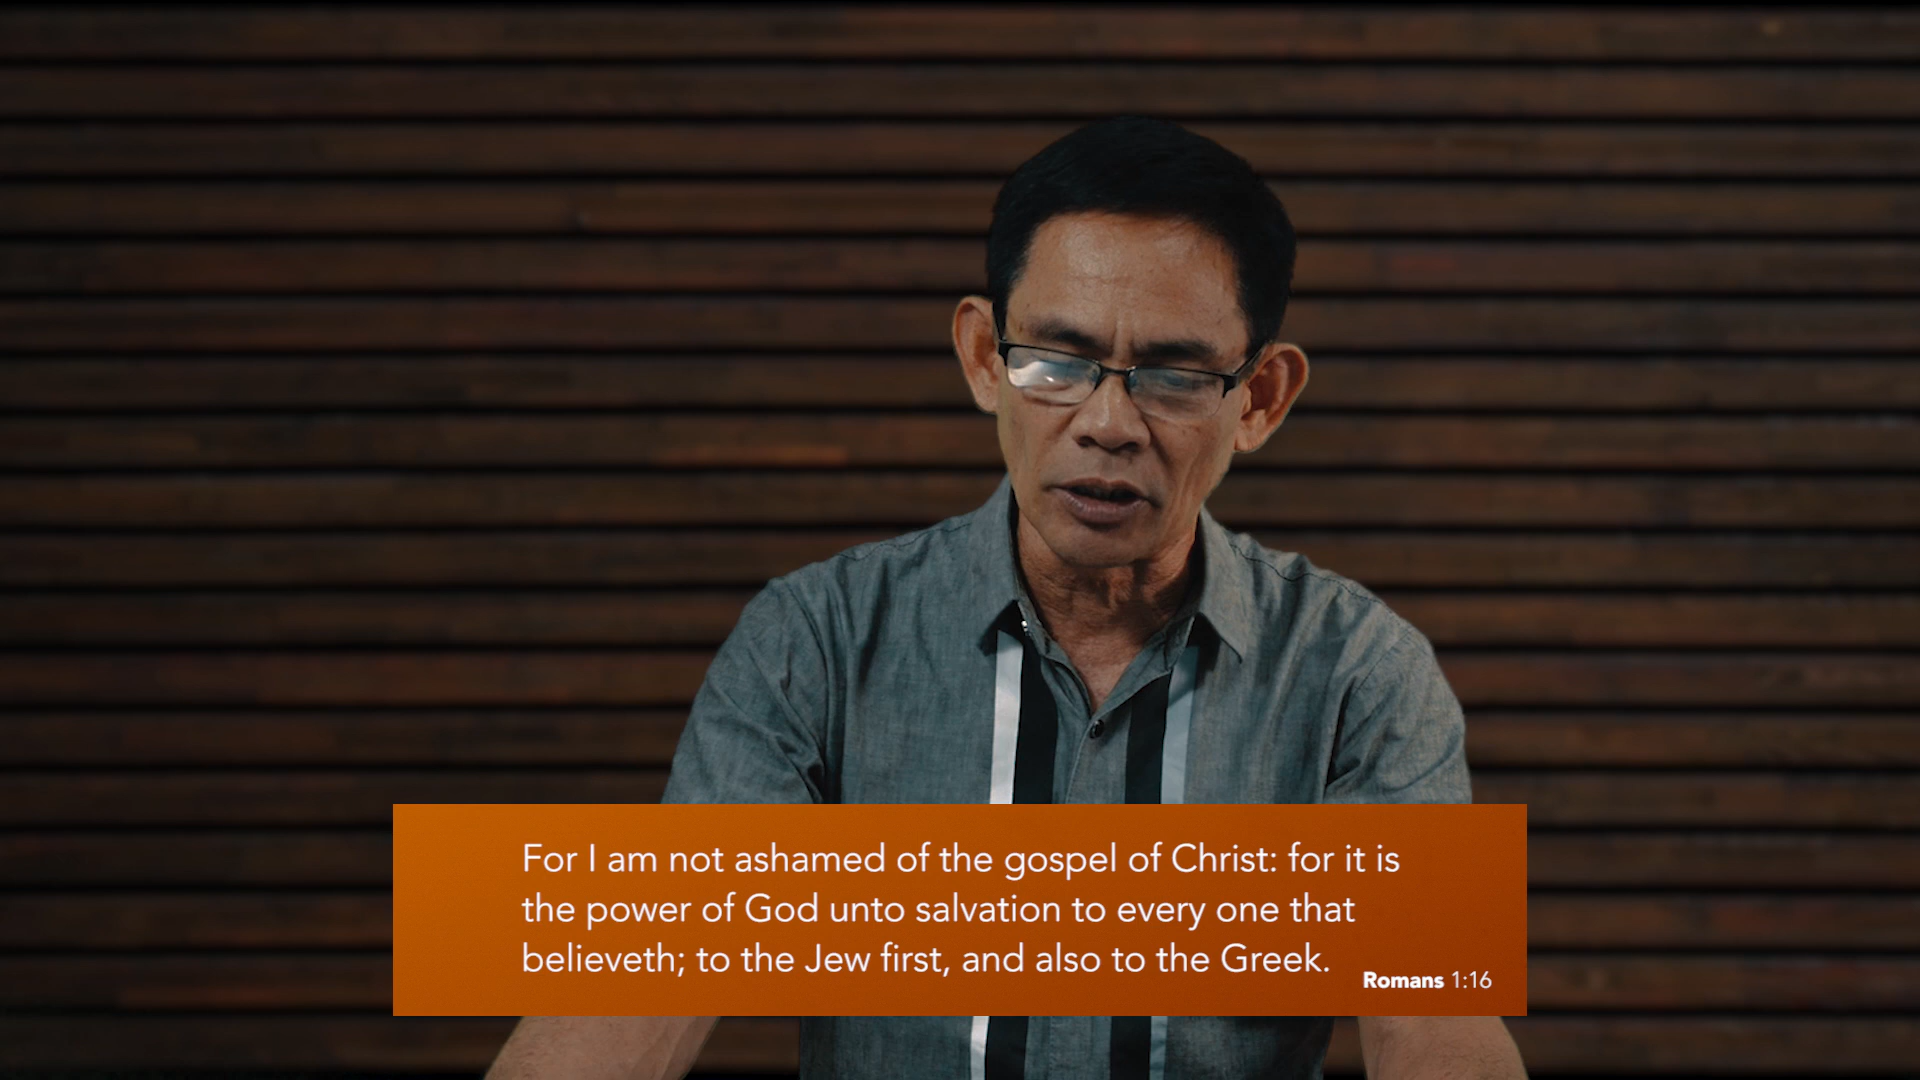 For I am not ashamed of the gospel of Christ: for it is
the power of God unto salvation to every one that
believeth; to the Jew first, and also to the Greek.
Romans 1:16